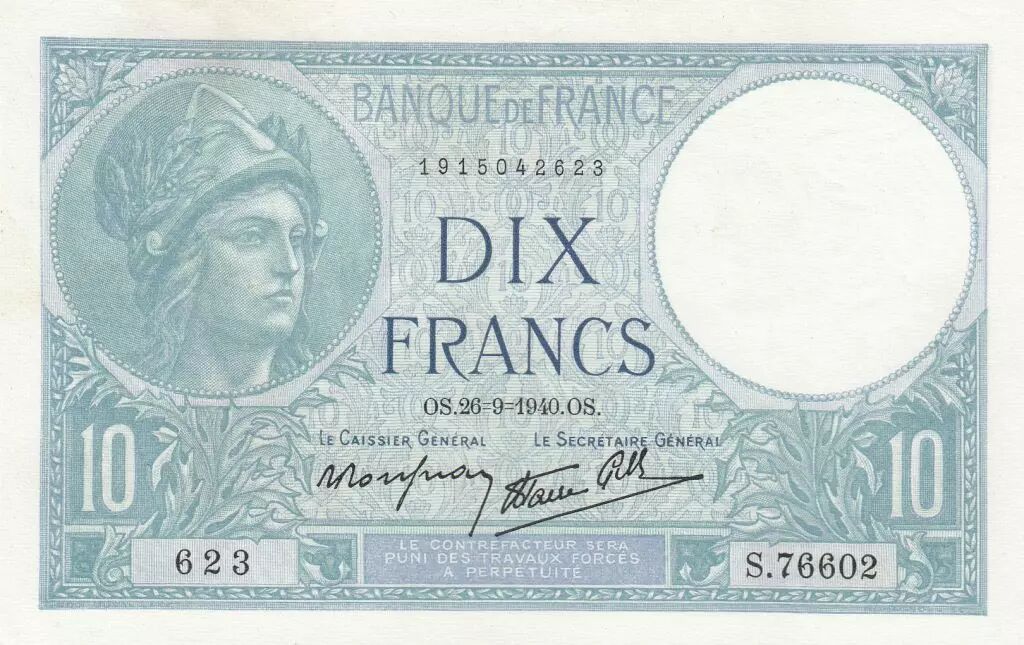 BANQUE DE FRANCE
1915042623
DIX
FRANCS
OS.26=9=1940.OS.
LE CAISSIER GÉNÉRAL LE SECRÉTAIRE GÉNÉRAL
10 10
623 S.76602
LE CONTREFACTEUR SERA
PUNI DES TRAVAUX FORCÉS
A PERPÉTUITÉ